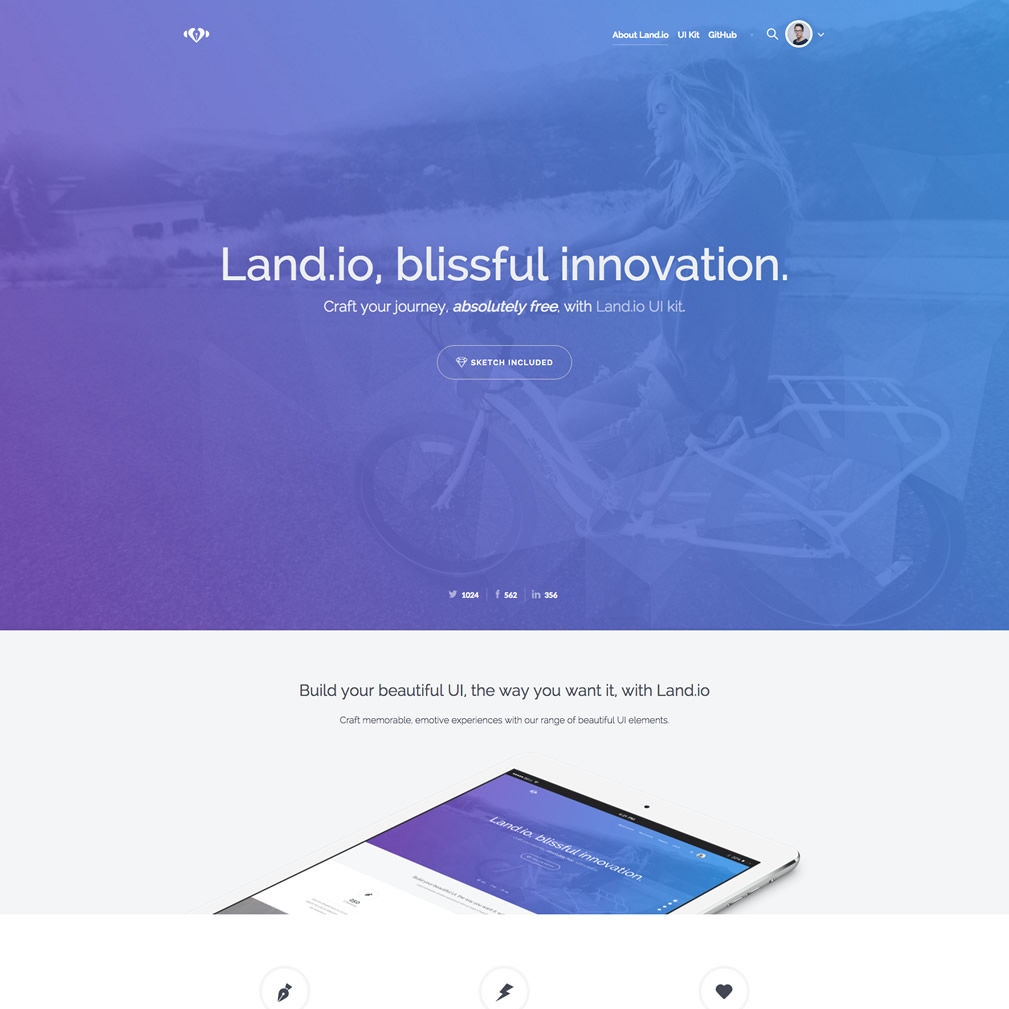 About Land.io UI Kit GitHub
Land.io, blissful innovation.
Craft your journey, absolutely free, with Land.io UI kit.
SKETCH INCLUDED
1024 562 356
Build your beautiful UI, the way you want it, with Land.io
Craft memorable, emotive experiences with our range of beautiful UI elements.
Land.io, blissful innovation.